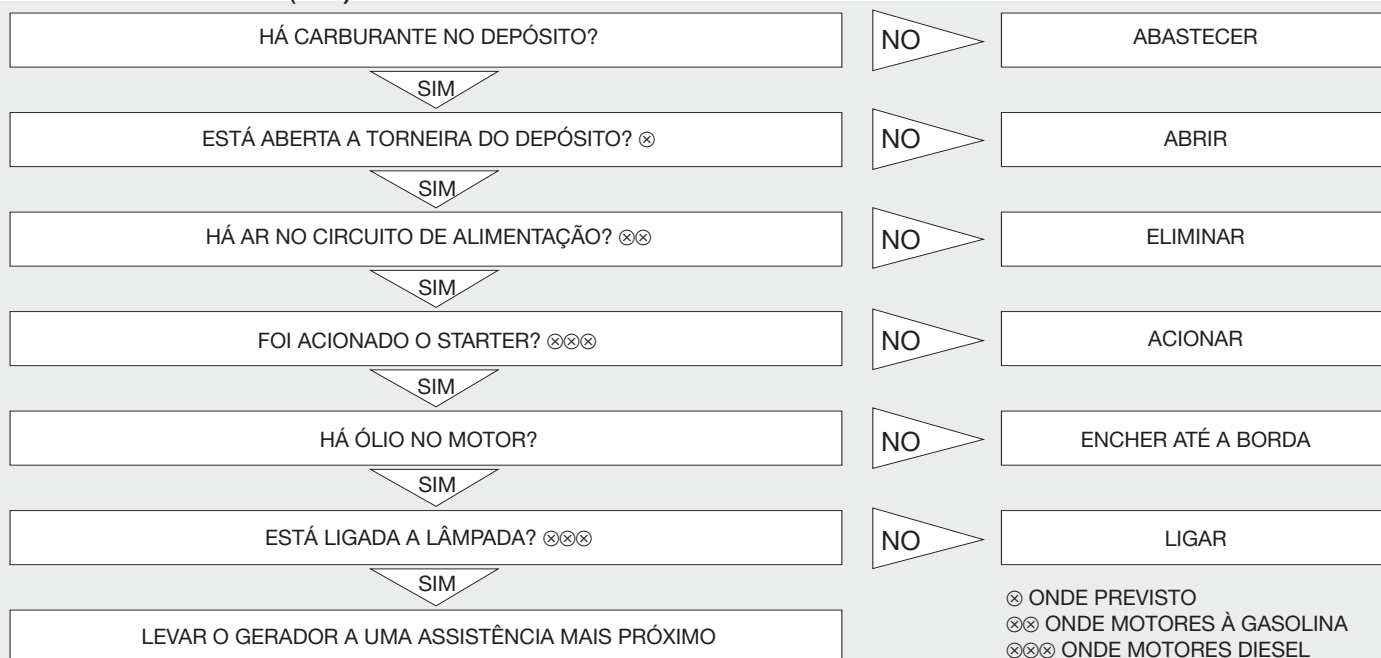 HÁ CARBURANTE NO DEPÓSITO?
NO
ABASTECER
SIM
ESTÁ ABERTA A TORNEIRA DO DEPÓSITO? ⊗
NO
ABRIR
SIM
HÁ AR NO CIRCUITO DE ALIMENTAÇÃO? ⊗⊗
NO
ELIMINAR
SIM
FOI ACIONADO O STARTER? ⊗⊗⊗
NO
ACIONAR
SIM
HÁ ÓLIO NO MOTOR?
NO
ENCHER ATÉ A BORDA
SIM
ESTÁ LIGADA A LÂMPADA? ⊗⊗⊗
NO
LIGAR
SIM
LEVAR O GERADOR A UMA ASSISTÊNCIA MAIS PRÓXIMO
⊗ ONDE PREVISTO
⊗⊗ ONDE MOTORES À GASOLINA
⊗⊗⊗ ONDE MOTORES DIESEL